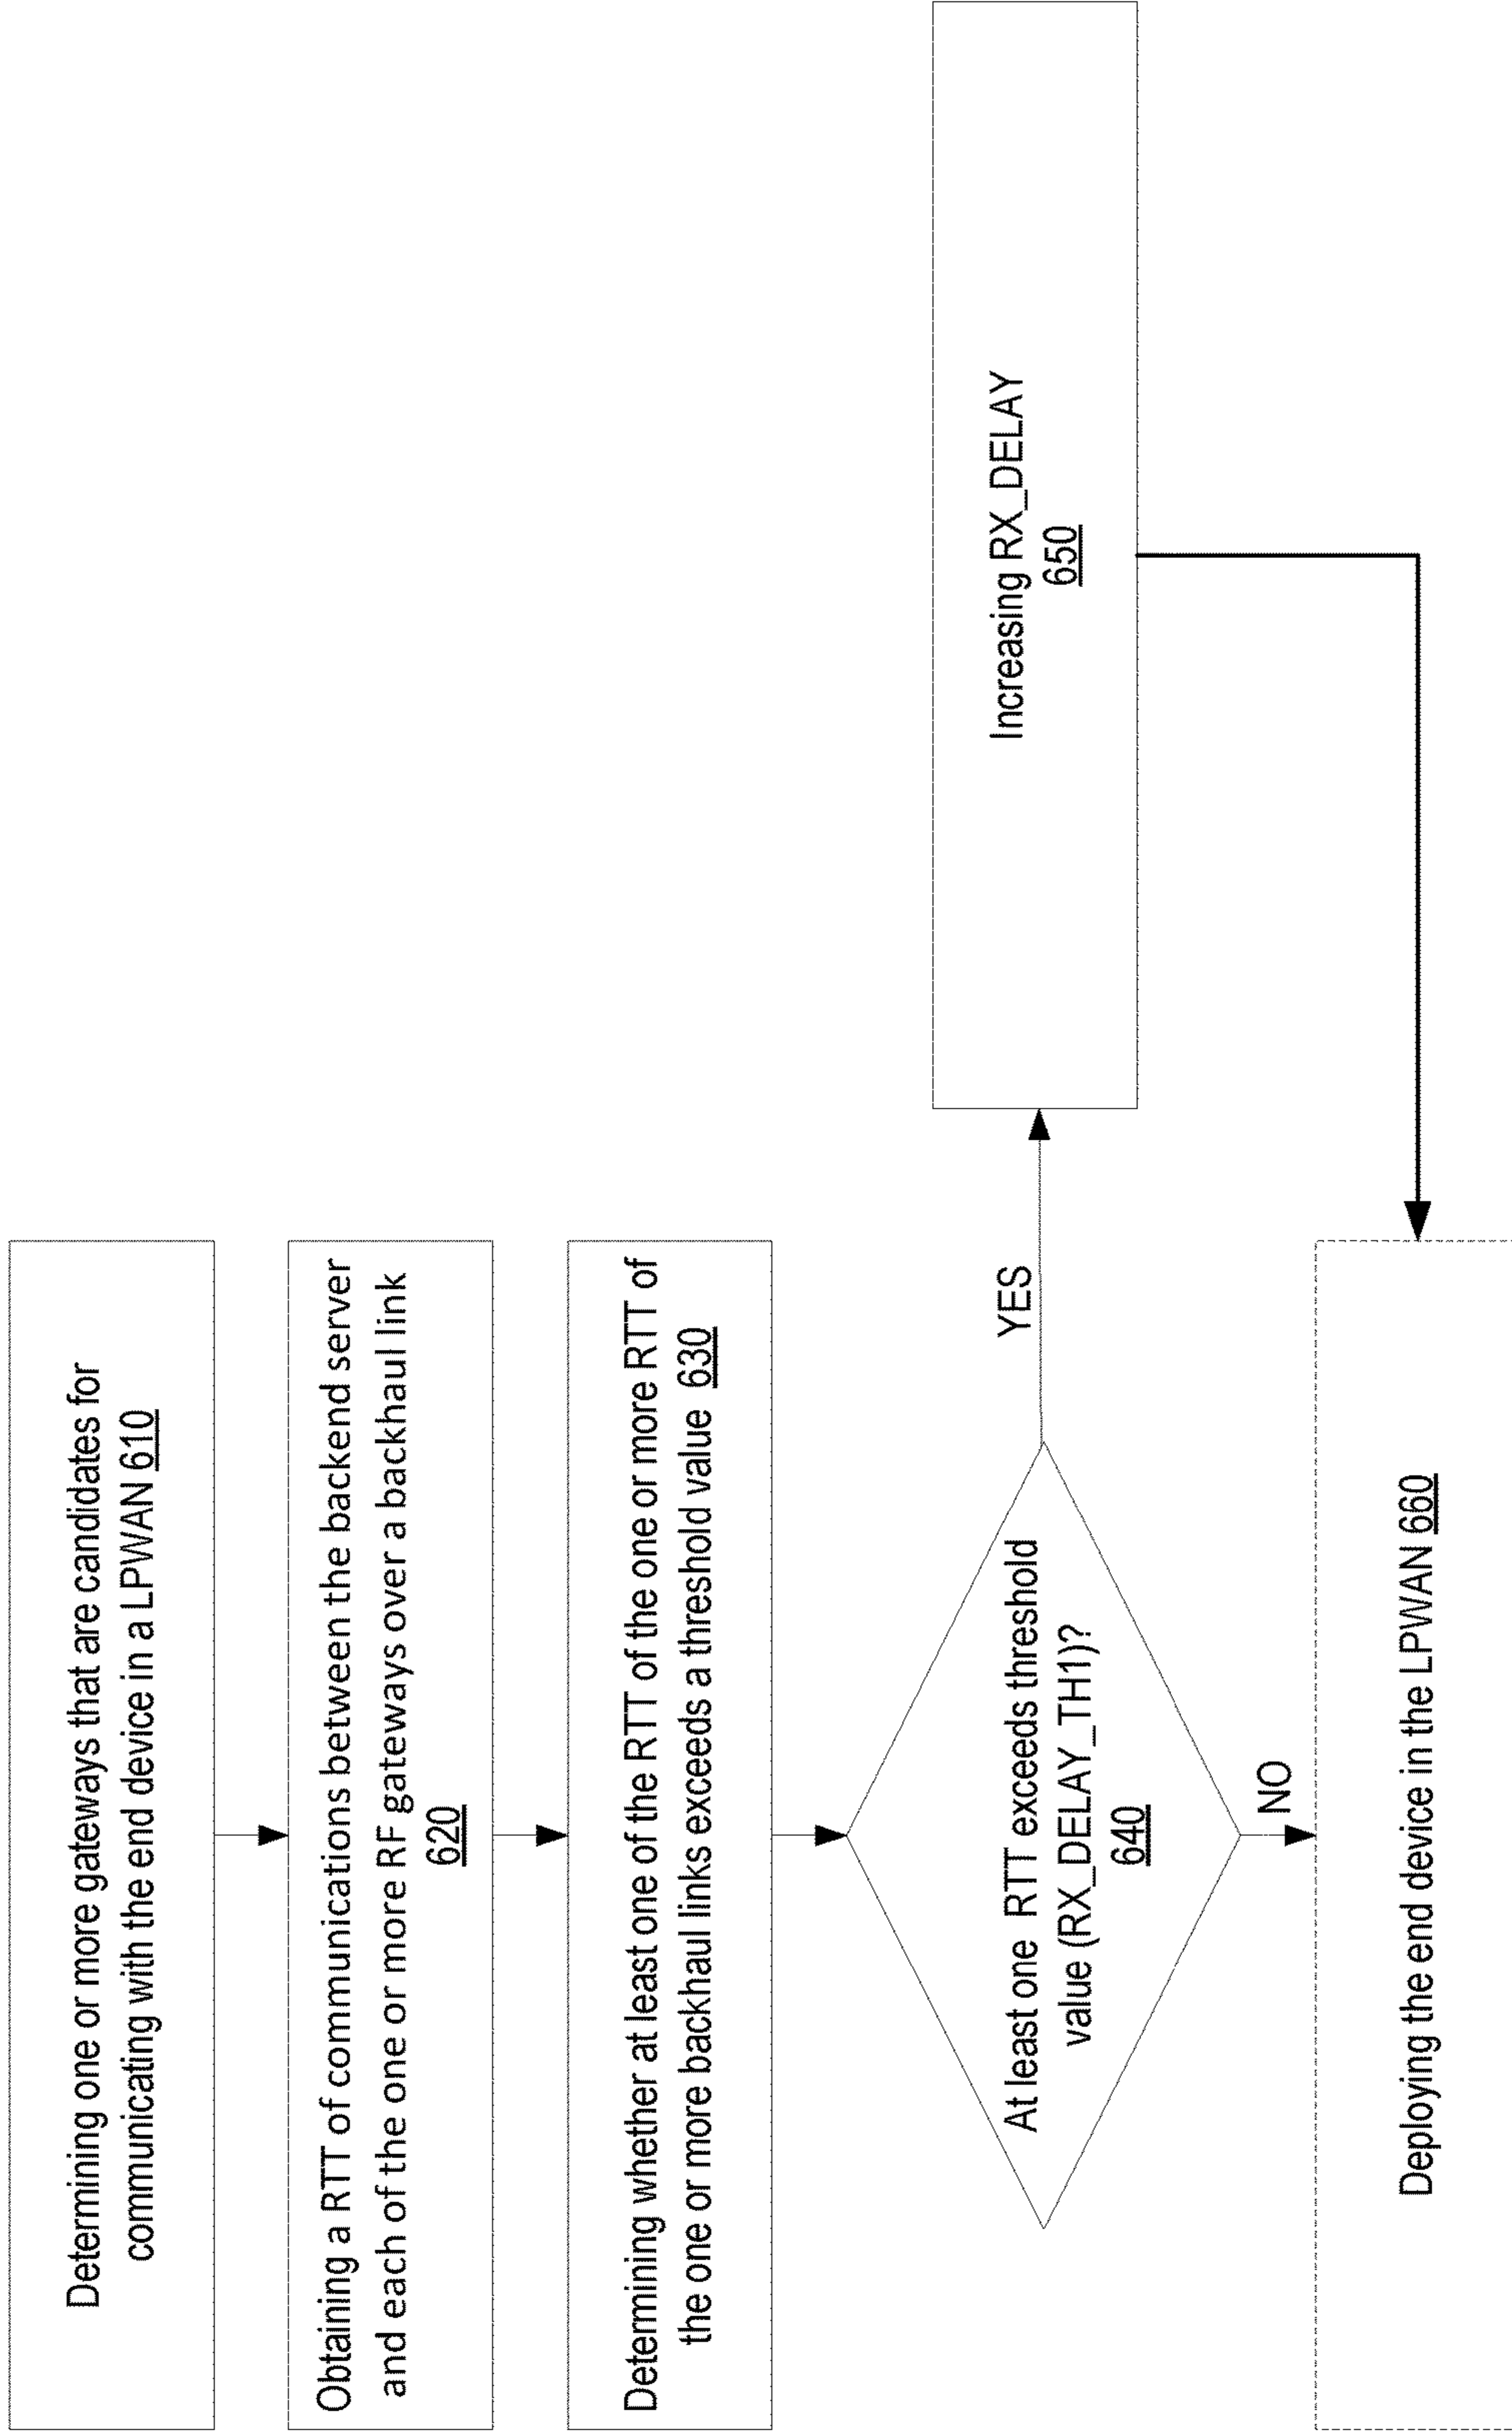 Determining one or more gateways that are candidates for
communicating with the end device in a LPWAN 610
Obtaining a RTT of communications between the backend server
and each of the one or more RF gateways over a backhaul link
620
Determining whether at least one of the RTT of the one or more RTT of
the one or more backhaul links exceeds a threshold value 630
At least one RTT exceeds threshold
value (RX_DELAY_TH1)?
640
YES
Increasing RX_DELAY
650
NO
Deploying the end device in the LPWAN 660